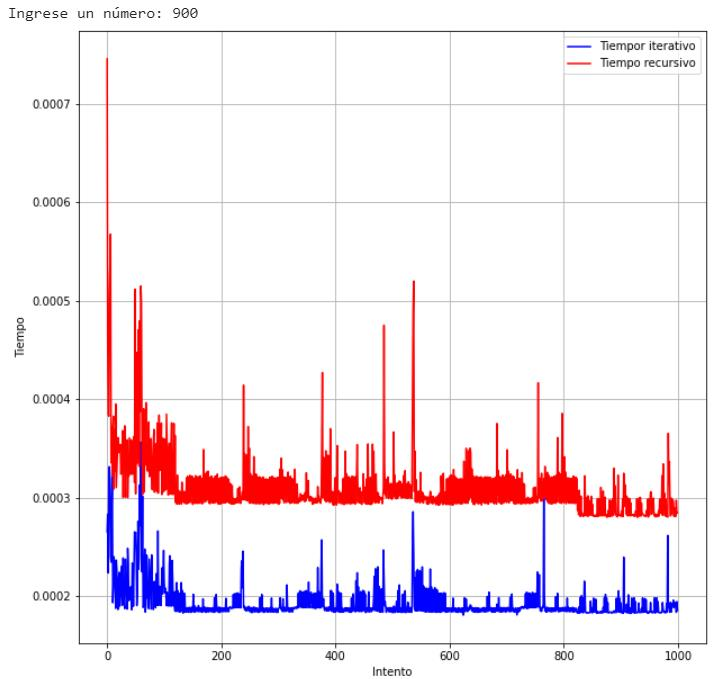 Ingrese un número: 900
Tiempor iterativo
Tiempo recursivo
0.0007
0.0006
0.0005
0.0004
0.0003
0.0002
Tiempo
0
200
400
600
800
1000
Intento